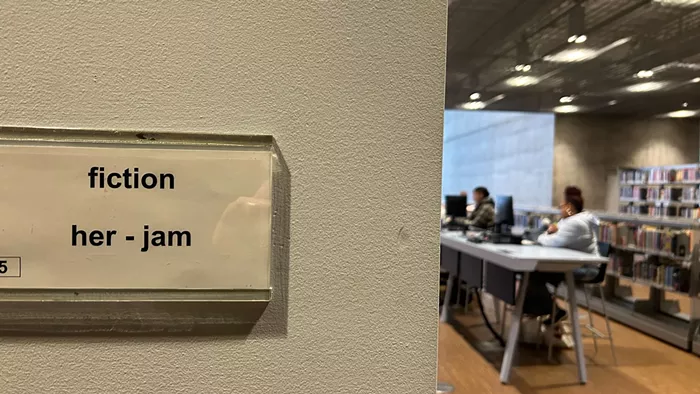 fiction
her - jam
5